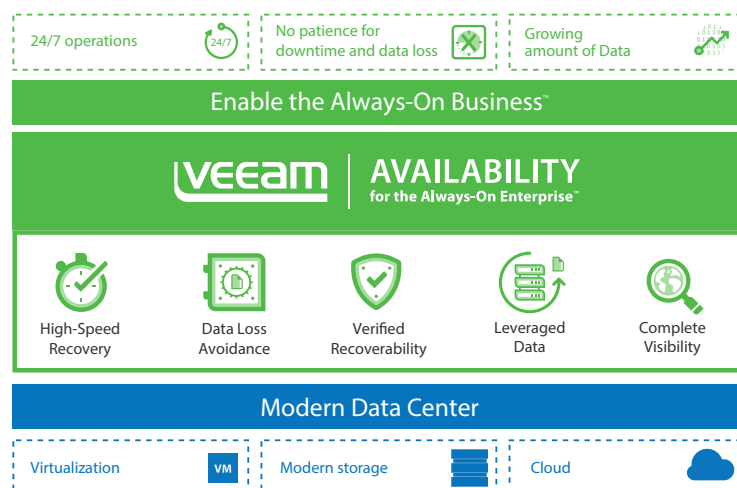 24/7 operations
24/7
No patience for
downtime and data loss
Growing
amount of Data
Enable the Always-On Business™
veeam
AVAILABILITY
for the Always-On Enterprise™
High-Speed
Recovery
Data Loss
Avoidance
Verified
Recoverability
Leveraged
Data
Complete
Visibility
Modern Data Center
Virtualization
VM
Modern storage
Cloud